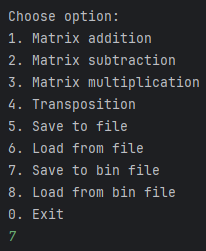 Choose option:
1. Matrix addition
2. Matrix subtraction
3. Matrix multiplication
4. Transposition
5. Save to file
6. Load from file
7. Save to bin file
8. Load from bin file
0. Exit
7